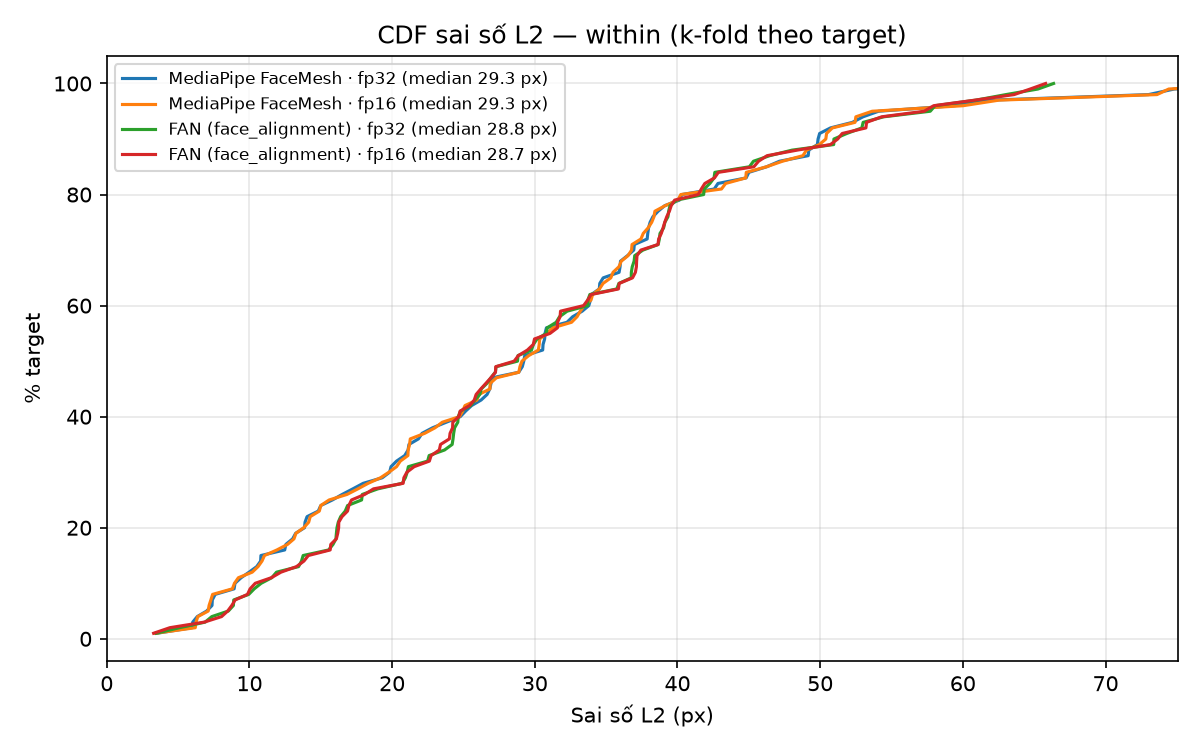 CDF sai số L2 — within (k-fold theo target)
MediaPipe FaceMesh · fp32 (median 29.3 px)
MediaPipe FaceMesh · fp16 (median 29.3 px)
FAN (face_alignment) · fp32 (median 28.8 px)
FAN (face_alignment) · fp16 (median 28.7 px)
% target
100
80
60
40
20
0
0 10 20 30 40 50 60 70
Sai số L2 (px)